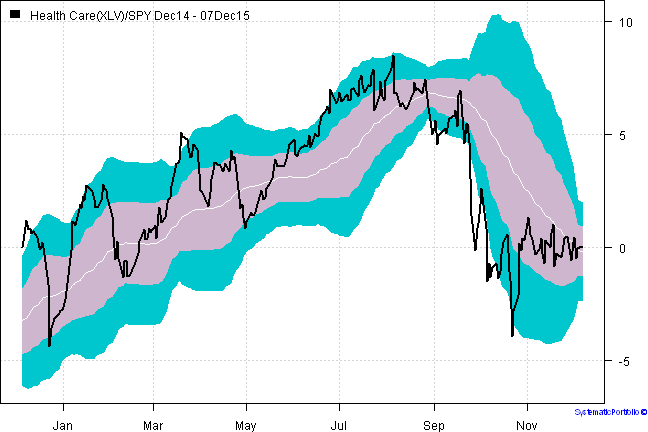 Health Care(XLV)/SPY Dec14 - 07Dec15
10
5
0
-5
Jan Mar May Jul Sep Nov
SystematicPortfolio ©